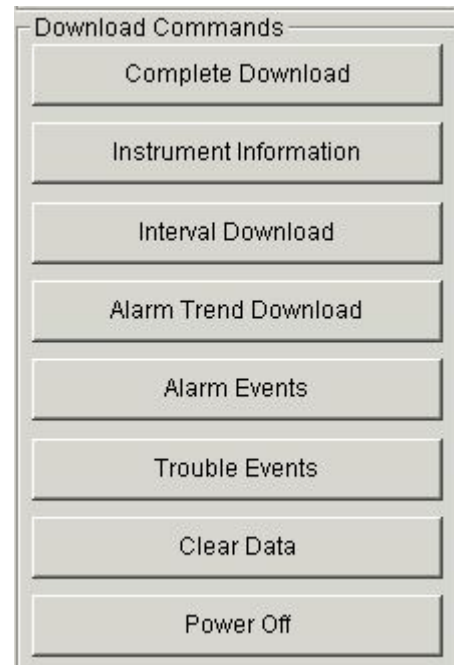 Download Commands
Complete Download
Instrument Information
Interval Download
Alarm Trend Download
Alarm Events
Trouble Events
Clear Data
Power Off